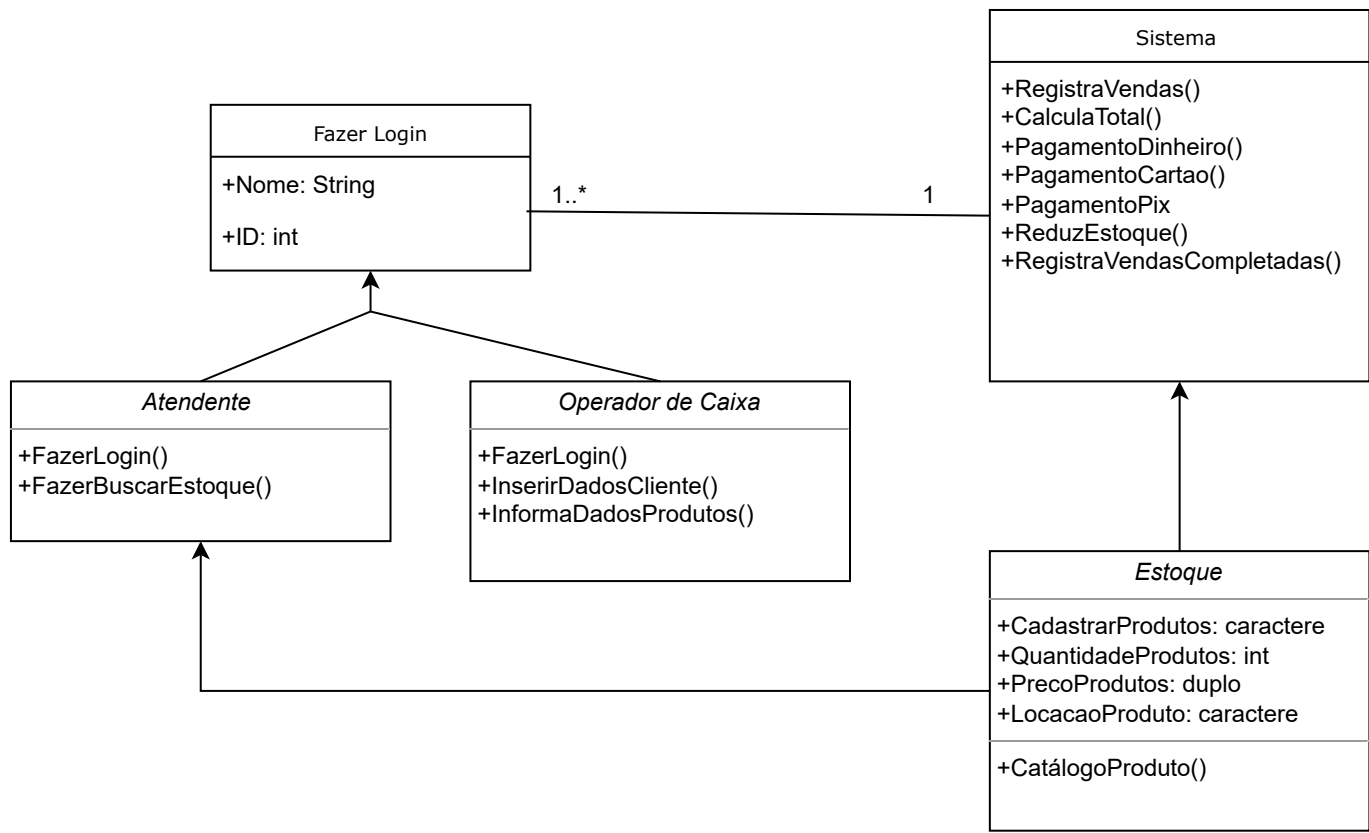 Sistema
+RegistraVendas()
+CalculaTotal()
+PagamentoDinheiro()
+PagamentoCartao()
+PagamentoPix
+ReduzEstoque()
+RegistraVendasCompletadas()
Fazer Login
+Nome: String
+ID: int
1..*
1
Atendente
+FazerLogin()
+FazerBuscarEstoque()
Operador de Caixa
+FazerLogin()
+InserirDadosCliente()
+InformaDadosProdutos()
Estoque
+CadastrarProdutos: caractere
+QuantidadeProdutos: int
+PrecoProdutos: duplo
+LocacaoProduto: caractere
+CatálogoProduto()